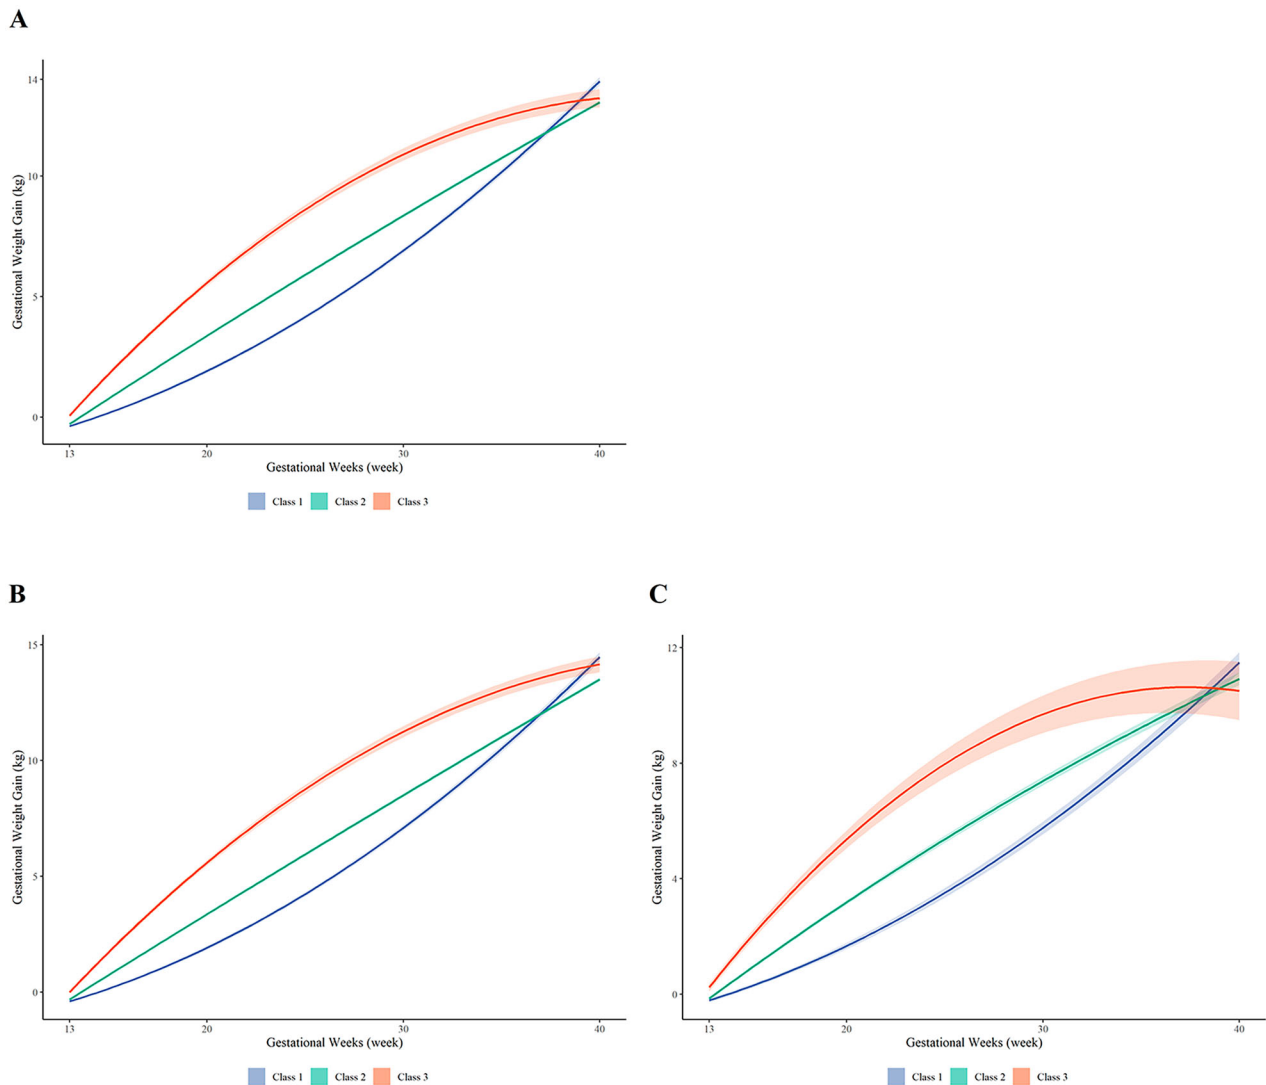 A
14
10
5
0
Gestational Weight Gain (kg)
13 20 30 40
Gestational Weeks (week)
Class 1 Class 2 Class 3
B
15
10
5
0
Gestational Weight Gain (kg)
13 20 30 40
Gestational Weeks (week)
Class 1 Class 2 Class 3
C
12
8
4
0
Gestational Weight Gain (kg)
13 20 30 40
Gestational Weeks (week)
Class 1 Class 2 Class 3